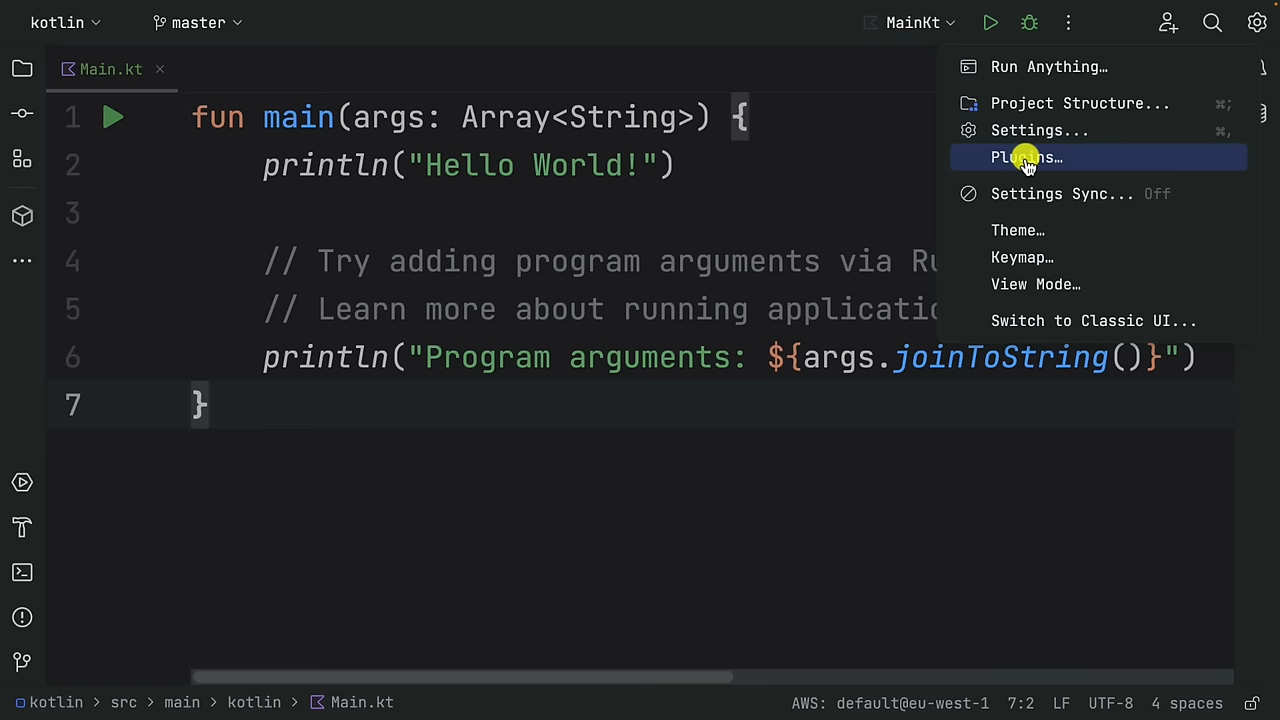 kotlin
master
MainKt
Main.kt
1 fun main(args: Array<String>) {
2 println("Hello World!")
3
4 // Try adding program arguments via Ru
5 // Learn more about running applicatio
6 println("Program arguments: ${args.joinToString()}")
7 }
Run Anything…
Project Structure... ⌘;
Settings... ⌘,
Plugins…
Settings Sync... Off
Theme…
Keymap…
View Mode…
Switch to Classic UI...
kotlin > src > main > kotlin > Main.kt
AWS: default@eu-west-1 7:2 LF UTF-8 4 spaces